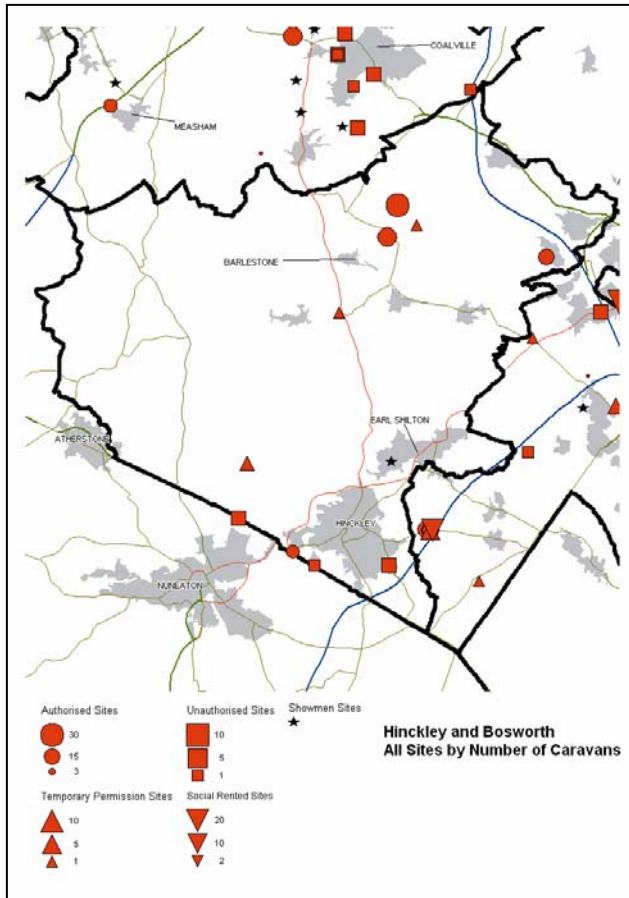 COALVILLE
MEASHAM
BARLESTONE
EARL SHILTON
ATHERSTONE
HINCKLEY
NUNEATON
Authorised Sites
30
15
3
Unauthorised Sites
10
5
1
Showmen Sites
Hinckley and Bosworth
All Sites by Number of Caravans
Temporary Permission Sites
10
5
1
Social Rented Sites
20
10
2